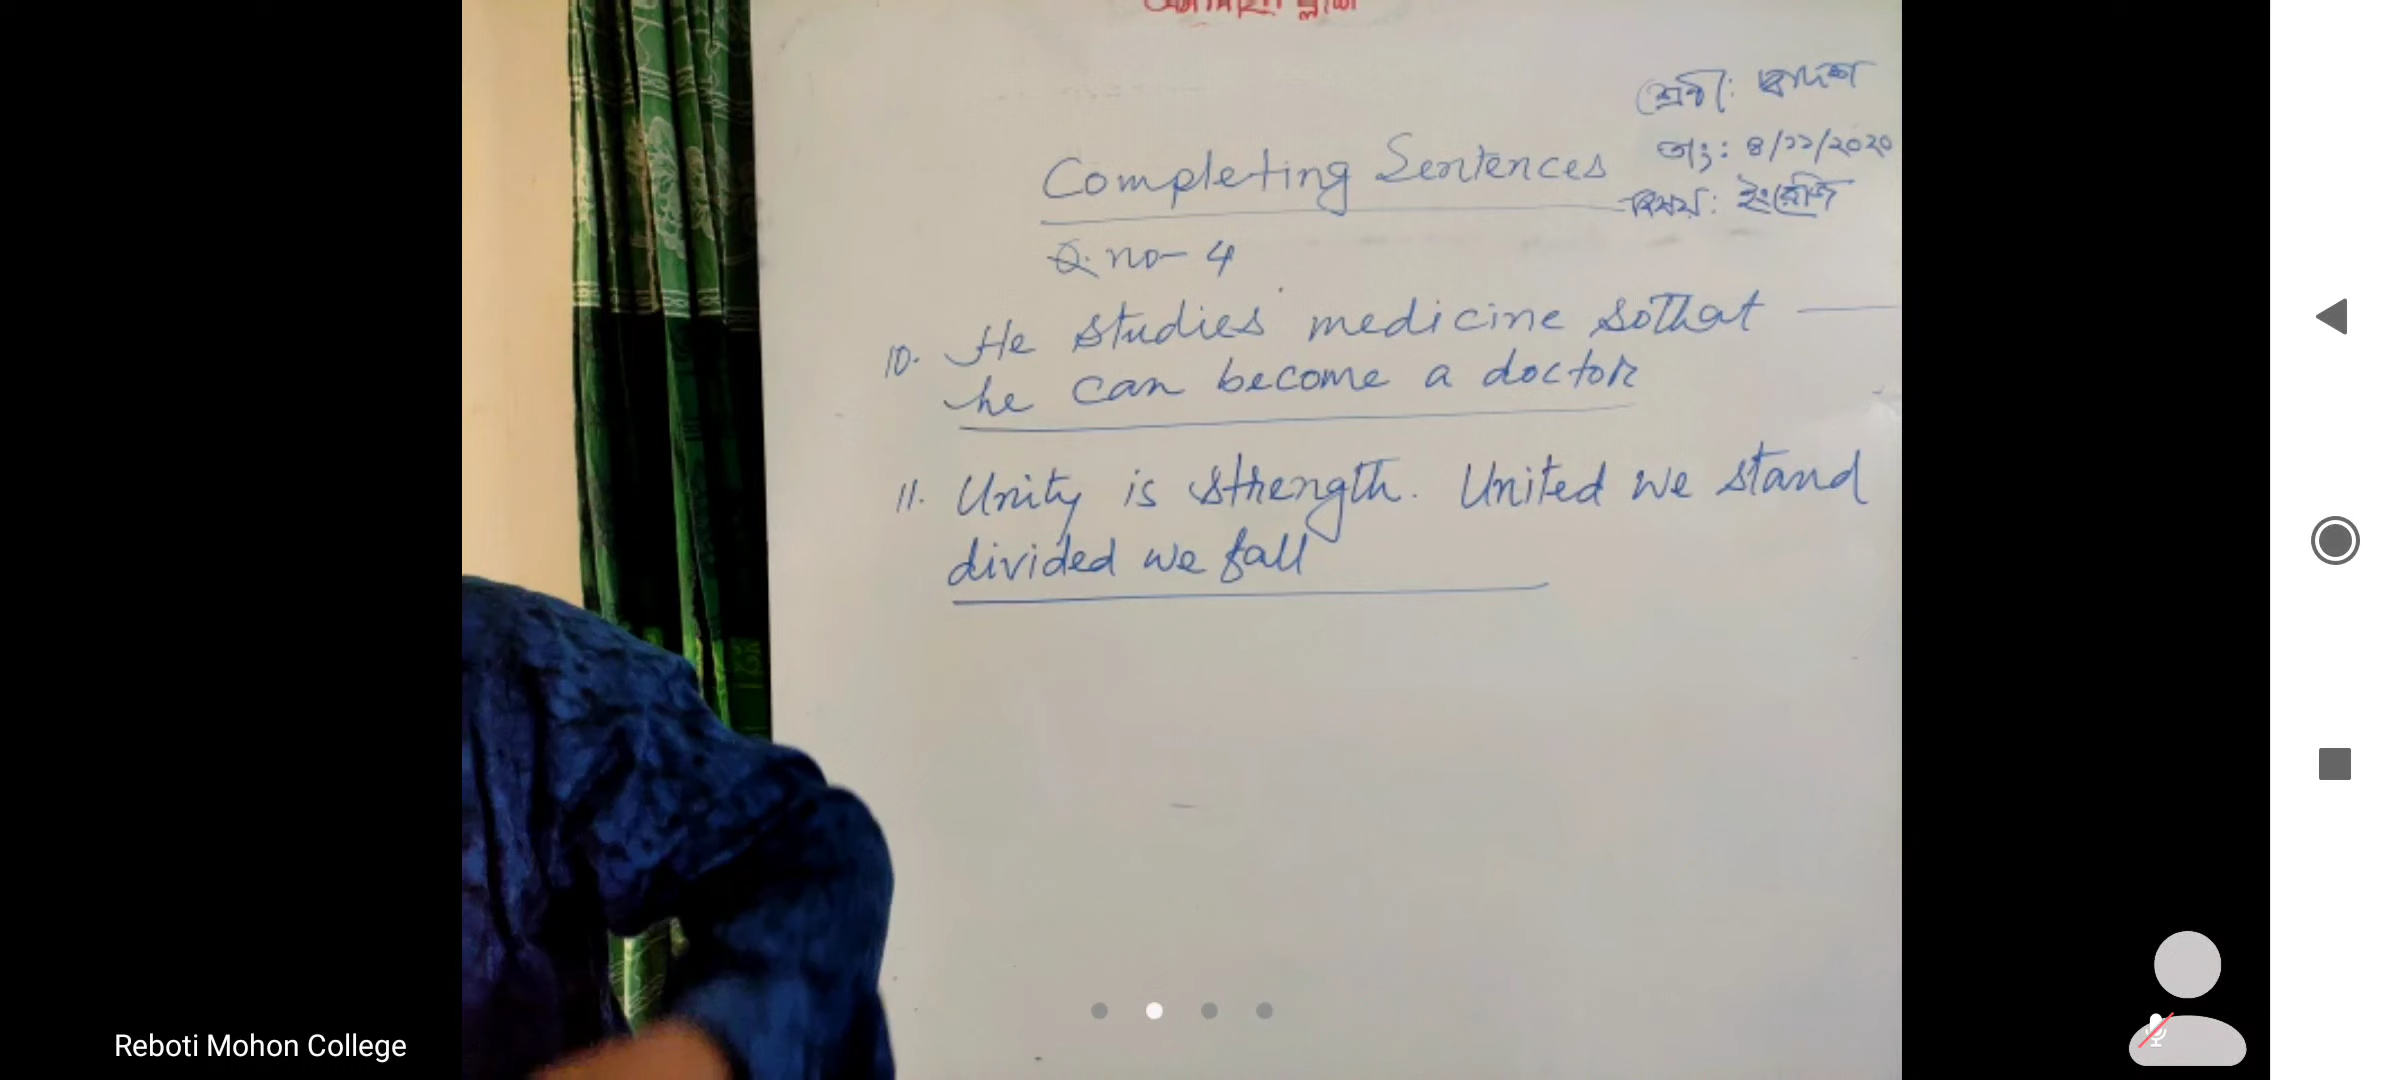 Completing Sentences
শ্রেণী: দ্বাদশ
তাং: ৪/১১/২০২০
বিষয়: ইংরেজি
Q. no- 4
10. He studies medicine sothat
he can become a doctor
11. Unity is strength. United we stand
divided we fall
Reboti Mohon College